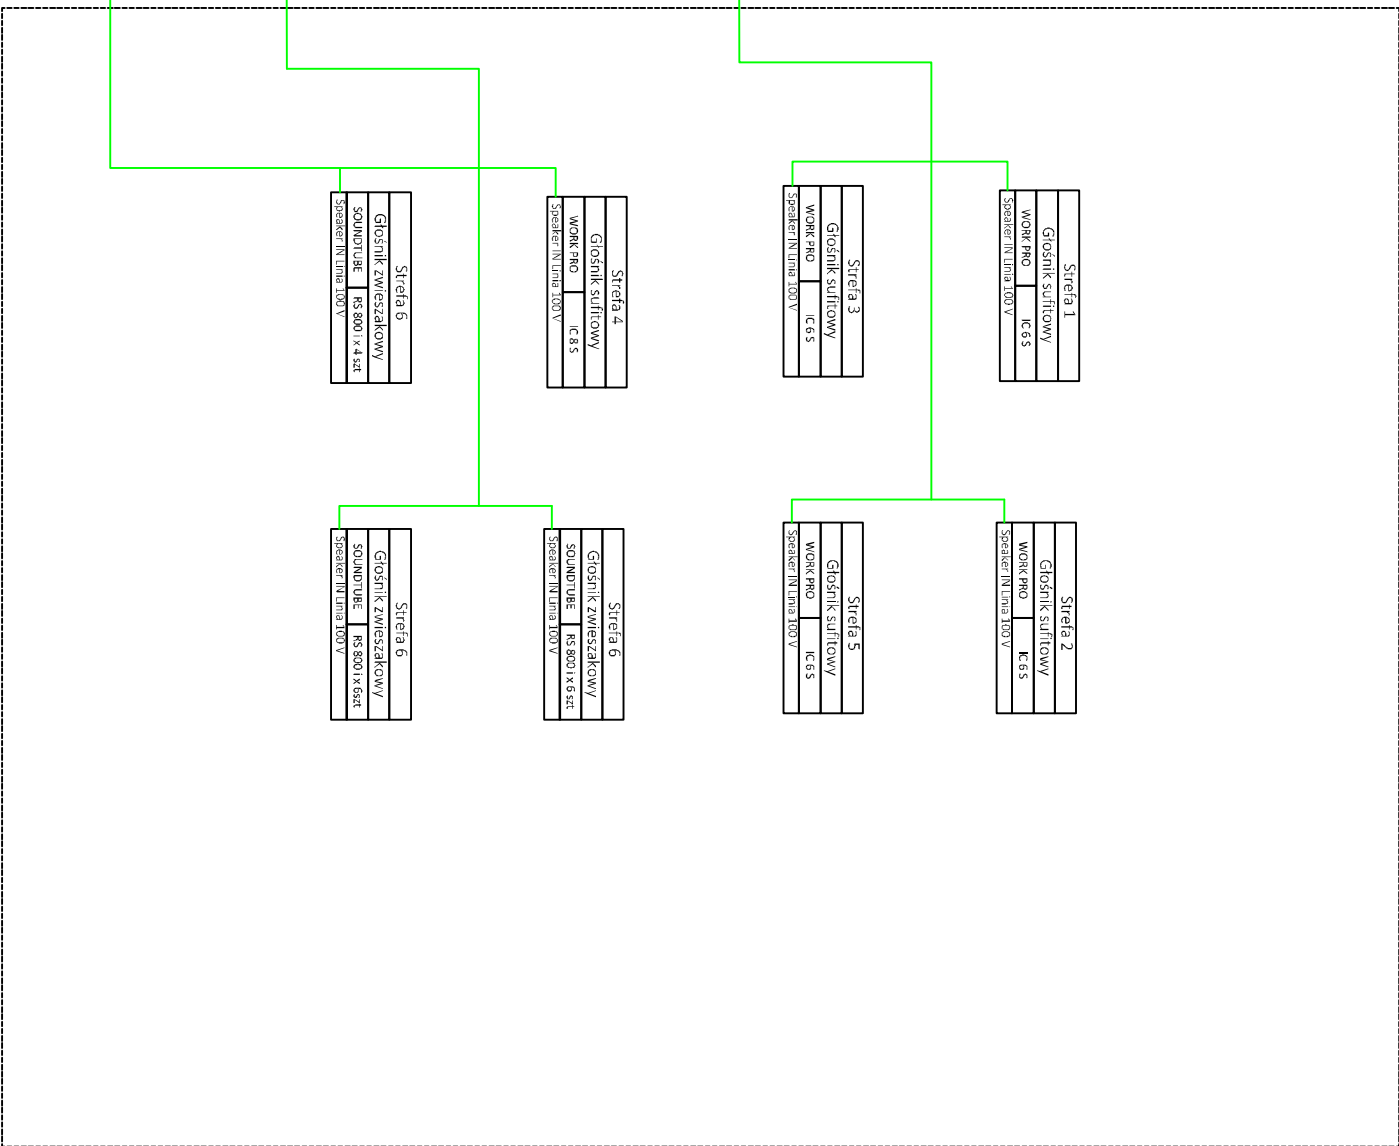 Strefa 6
Głośnik zwieszakowy
SOUNDTUBE RS 800 i x 4 szt
Speaker IN Linia 100 V
Strefa 4
Głośnik sufitowy
WORK PRO IC 8 S
Speaker IN Linia 100 V
Strefa 3
Głośnik sufitowy
WORK PRO IC 6 S
Speaker IN Linia 100 V
Strefa 1
Głośnik sufitowy
WORK PRO IC 6 S
Speaker IN Linia 100 V
Strefa 6
Głośnik zwieszakowy
SOUNDTUBE RS 800 i x 6szt
Speaker IN Linia 100 V
Strefa 6
Głośnik zwieszakowy
SOUNDTUBE RS 800 i x 6 szt
Speaker IN Linia 100 V
Strefa 5
Głośnik sufitowy
WORK PRO IC 6 S
Speaker IN Linia 100 V
Strefa 2
Głośnik sufitowy
WORK PRO IC 6 S
Speaker IN Linia 100 V